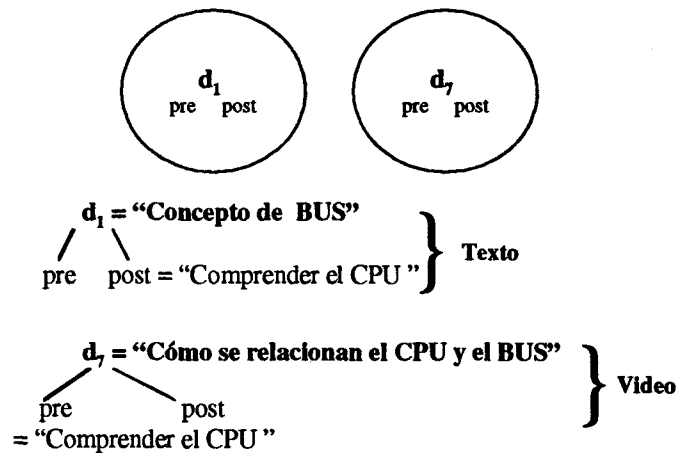 d₁ d₇
pre post pre post
d₁ = “Concepto de BUS”
pre post = “Comprender el CPU ” Texto
d₇ = “Cómo se relacionan el CPU y el BUS”
pre post Video
= “Comprender el CPU ”